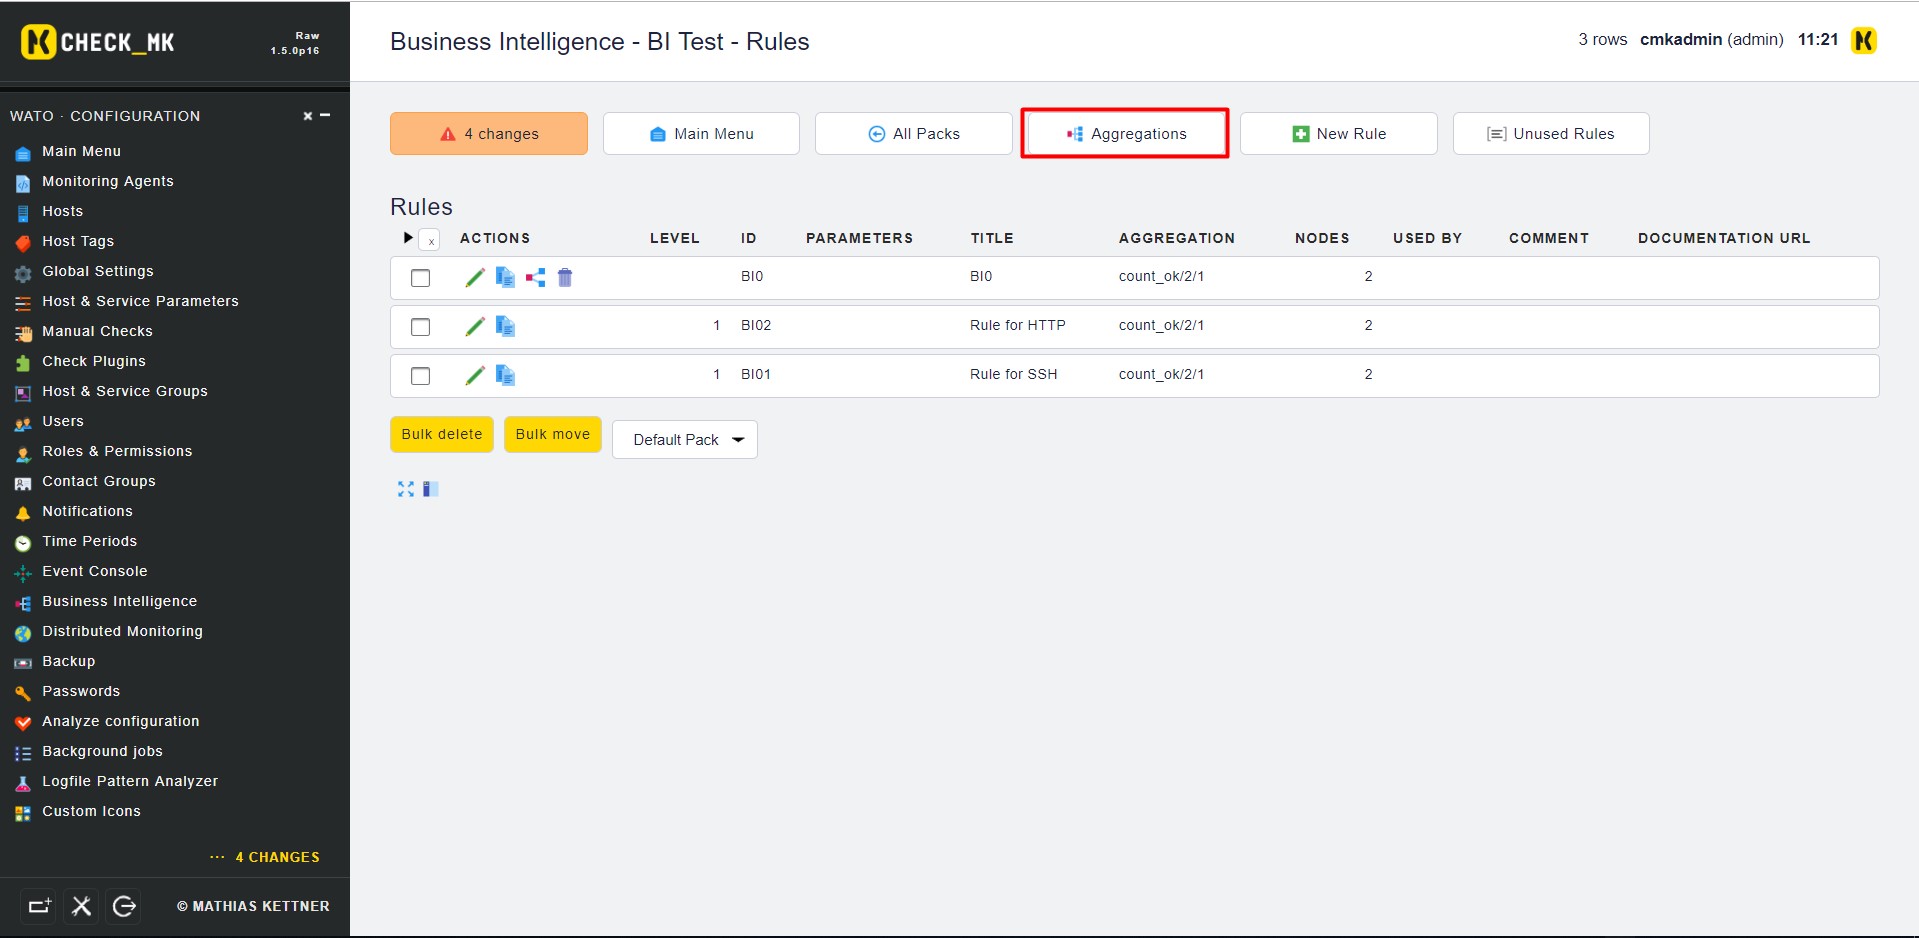 CHECK_MK
Raw
1.5.0p16
Business Intelligence - BI Test - Rules
3 rows cmkadmin (admin) 11:21
WATO · CONFIGURATION
Main Menu
Monitoring Agents
Hosts
Host Tags
Global Settings
Host & Service Parameters
Manual Checks
Check Plugins
Host & Service Groups
Users
Roles & Permissions
Contact Groups
Notifications
Time Periods
Event Console
Business Intelligence
Distributed Monitoring
Backup
Passwords
Analyze configuration
Background jobs
Logfile Pattern Analyzer
Custom Icons
··· 4 CHANGES
© MATHIAS KETTNER
4 changes
Main Menu
All Packs
Aggregations
New Rule
Unused Rules
Rules
x ACTIONS LEVEL ID PARAMETERS TITLE AGGREGATION NODES USED BY COMMENT DOCUMENTATION URL
BI0 BI0 count_ok/2/1 2
1 BI02 Rule for HTTP count_ok/2/1 2
1 BI01 Rule for SSH count_ok/2/1 2
Bulk delete
Bulk move
Default Pack